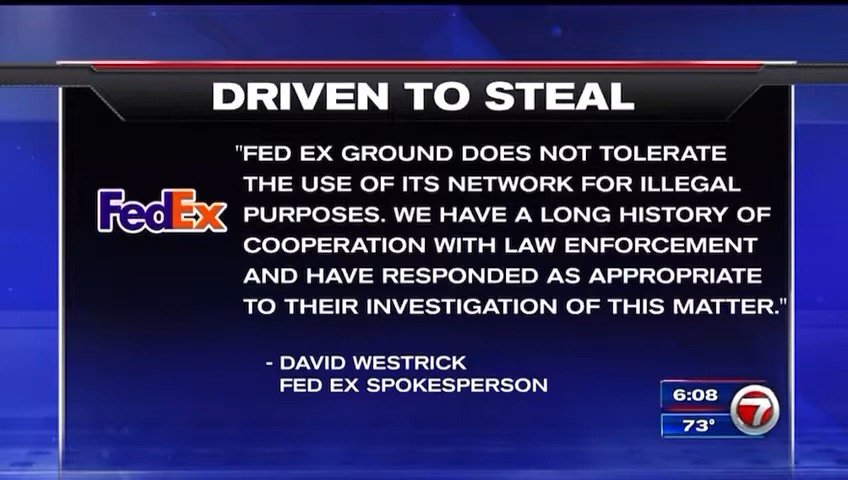 DRIVEN TO STEAL
"FED EX GROUND DOES NOT TOLERATE
THE USE OF ITS NETWORK FOR ILLEGAL
PURPOSES. WE HAVE A LONG HISTORY OF
COOPERATION WITH LAW ENFORCEMENT
AND HAVE RESPONDED AS APPROPRIATE
TO THEIR INVESTIGATION OF THIS MATTER."
FedEx
- DAVID WESTRICK
FED EX SPOKESPERSON
6:08
73°
7